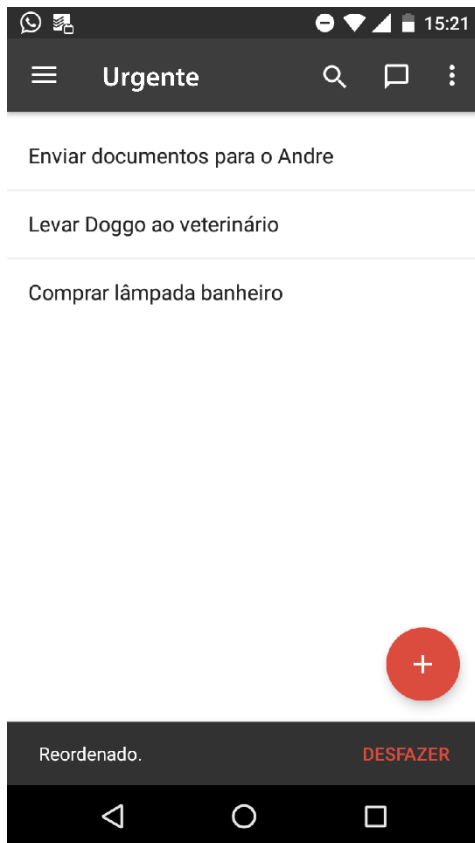 15:21
Urgente
Enviar documentos para o Andre
Levar Doggo ao veterinário
Comprar lâmpada banheiro
Reordenado. DESFAZER